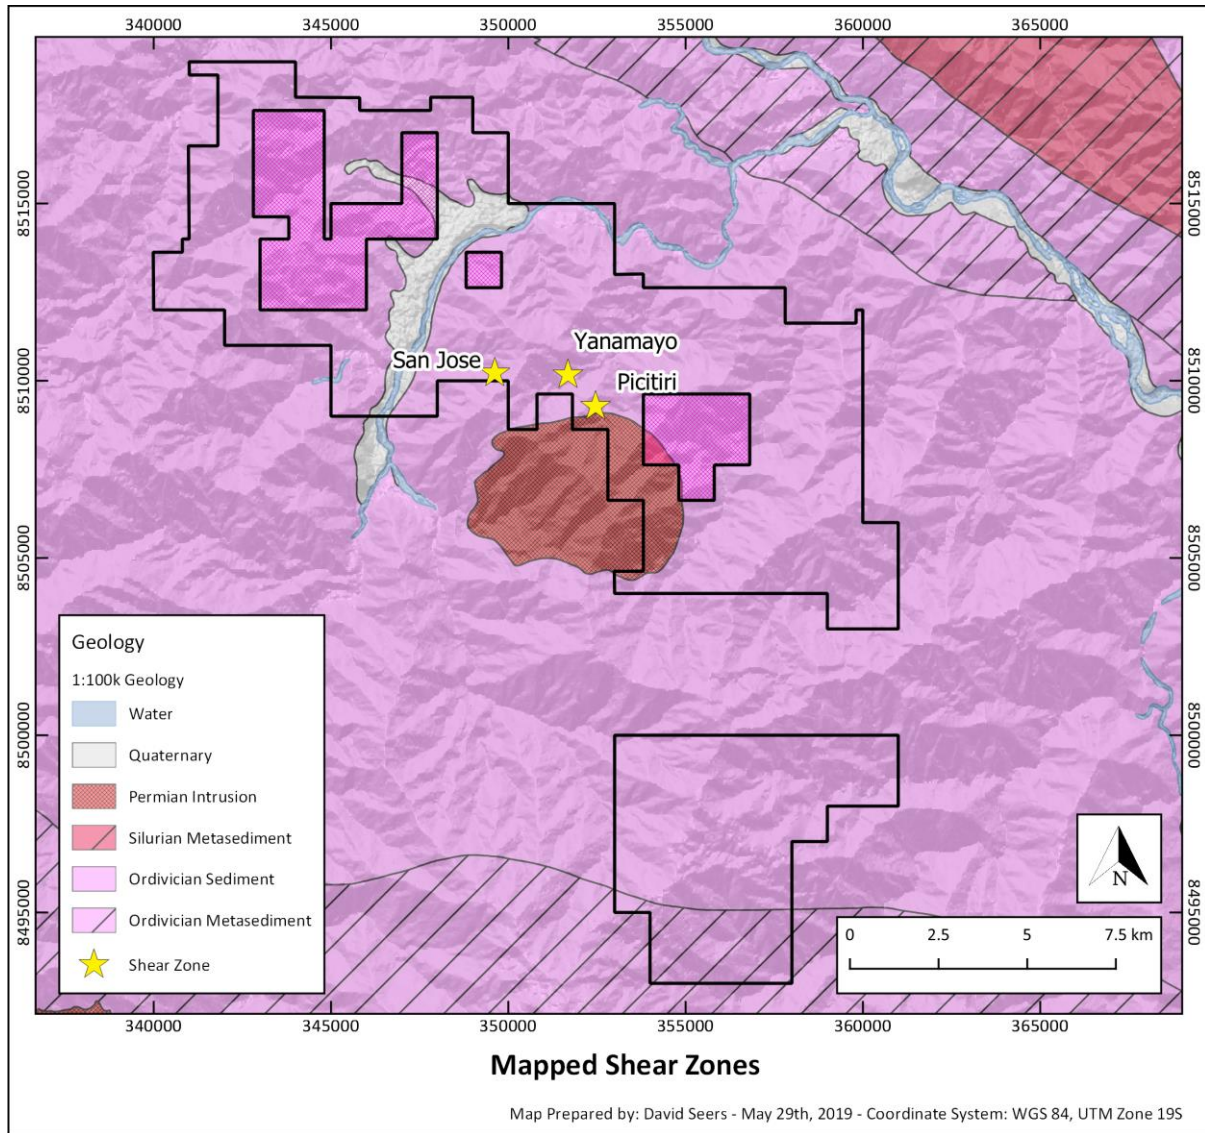 340000 345000 350000 355000 360000 365000
8515000 8515000
Yanamayo
San Jose
Picitiri
8510000 8510000
8505000 8505000
8500000 8500000
8495000 8495000
Geology
1:100k Geology
Water
Quaternary
Permian Intrusion
Silurian Metasediment
Ordivician Sediment
Ordivician Metasediment
Shear Zone
N
0 2.5 5 7.5 km
340000 345000 350000 355000 360000 365000
Mapped Shear Zones
Map Prepared by: David Seers - May 29th, 2019 - Coordinate System: WGS 84, UTM Zone 19S